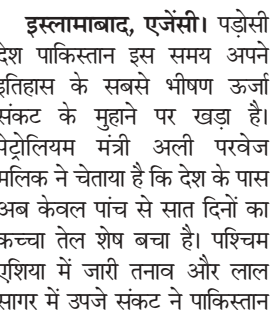 इस्लामाबाद, एजेंसी। पड़ोसी
देश पाकिस्तान इस समय अपने
इतिहास के सबसे भीषण ऊर्जा
संकट के मुहाने पर खड़ा है।
पेट्रोलियम मंत्री अली परवेज
मलिक ने चेताया है कि देश के पास
अब केवल पांच से सात दिनों का
कच्चा तेल शेष बचा है। पश्चिम
एशिया में जारी तनाव और लाल
सागर में उपजे संकट ने पाकिस्तान